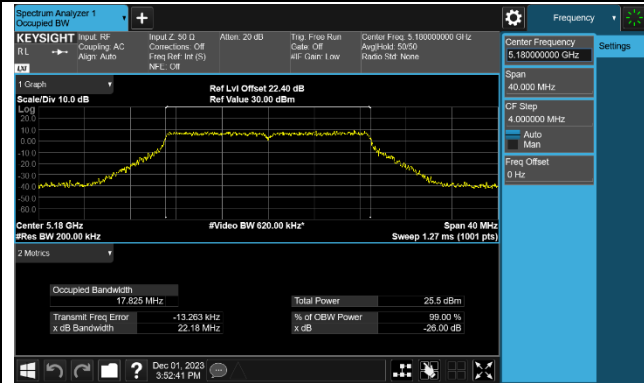 Spectrum Analyzer 1
Occupied BW
Frequency
KEYSIGHT
RL
LXI
Input: RF
Coupling: AC
Align: Auto
Input Z: 50 Ω
Corrections: Off
Freq Ref: Int (S)
NFE: Off
Atten: 20 dB
Trig: Free Run
Gate: Off
#IF Gain: Low
Center Freq: 5.180000000 GHz
Avg|Hold: 50/50
Radio Std: None
Center Frequency
5.180000000 GHz
Settings
Span
40.000 MHz
CF Step
4.000000 MHz
Auto
Man
Freq Offset
0 Hz
1 Graph
Scale/Div 10.0 dB
Ref Lvl Offset 22.40 dB
Ref Value 30.00 dBm
Log
20.0
10.0
0.00
-10.0
-20.0
-30.0
-40.0
-50.0
-60.0
Center 5.18 GHz
#Video BW 620.00 kHz*
Span 40 MHz
#Res BW 200.00 kHz
Sweep 1.27 ms (1001 pts)
2 Metrics
Occupied Bandwidth
17.825 MHz
Total Power
25.5 dBm
Transmit Freq Error
-13.263 kHz
% of OBW Power
99.00 %
x dB Bandwidth
22.18 MHz
x dB
-26.00 dB
?
Dec 01, 2023
3:52:41 PM